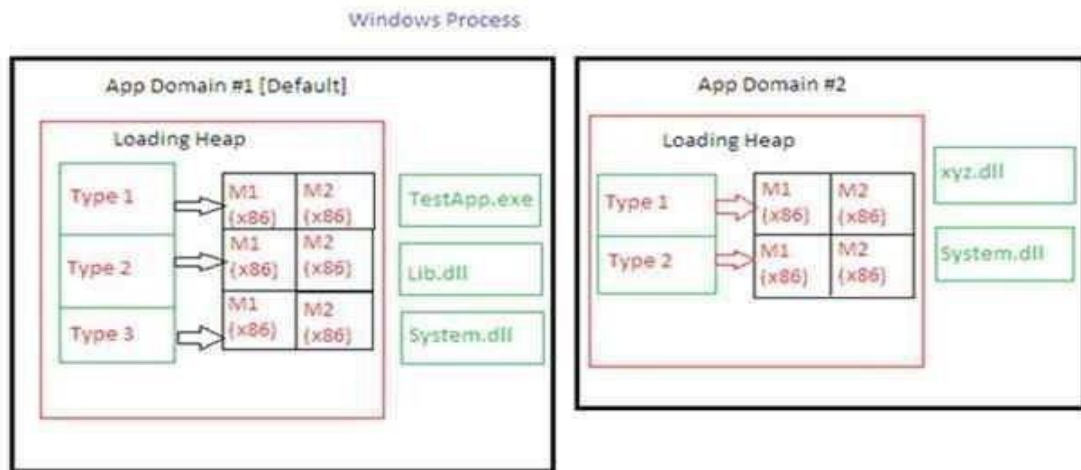 Windows Process
App Domain #1 [Default]
Loading Heap
Type 1
M1
(x86)
M2
(x86)
Type 2
M1
(x86)
M2
(x86)
Type 3
M1
(x86)
M2
(x86)
TestApp.exe
Lib.dll
System.dll
App Domain #2
Loading Heap
Type 1
M1
(x86)
M2
(x86)
Type 2
M1
(x86)
M2
(x86)
xyz.dll
System.dll